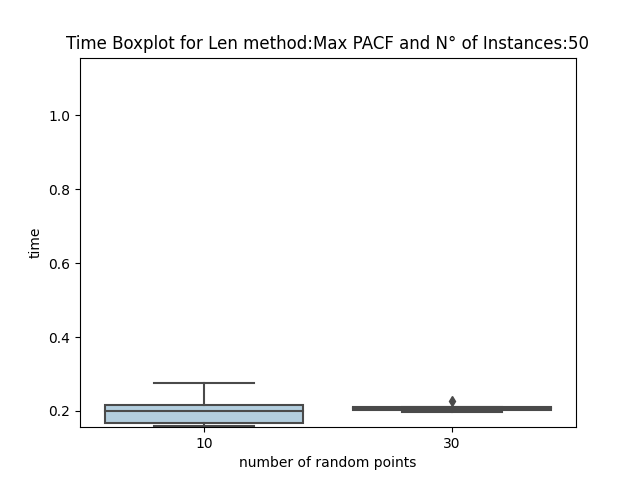 Time Boxplot for Len method:Max PACF and N° of Instances:50
1.0
0.8
time
0.6
0.4
0.2
10 30
number of random points